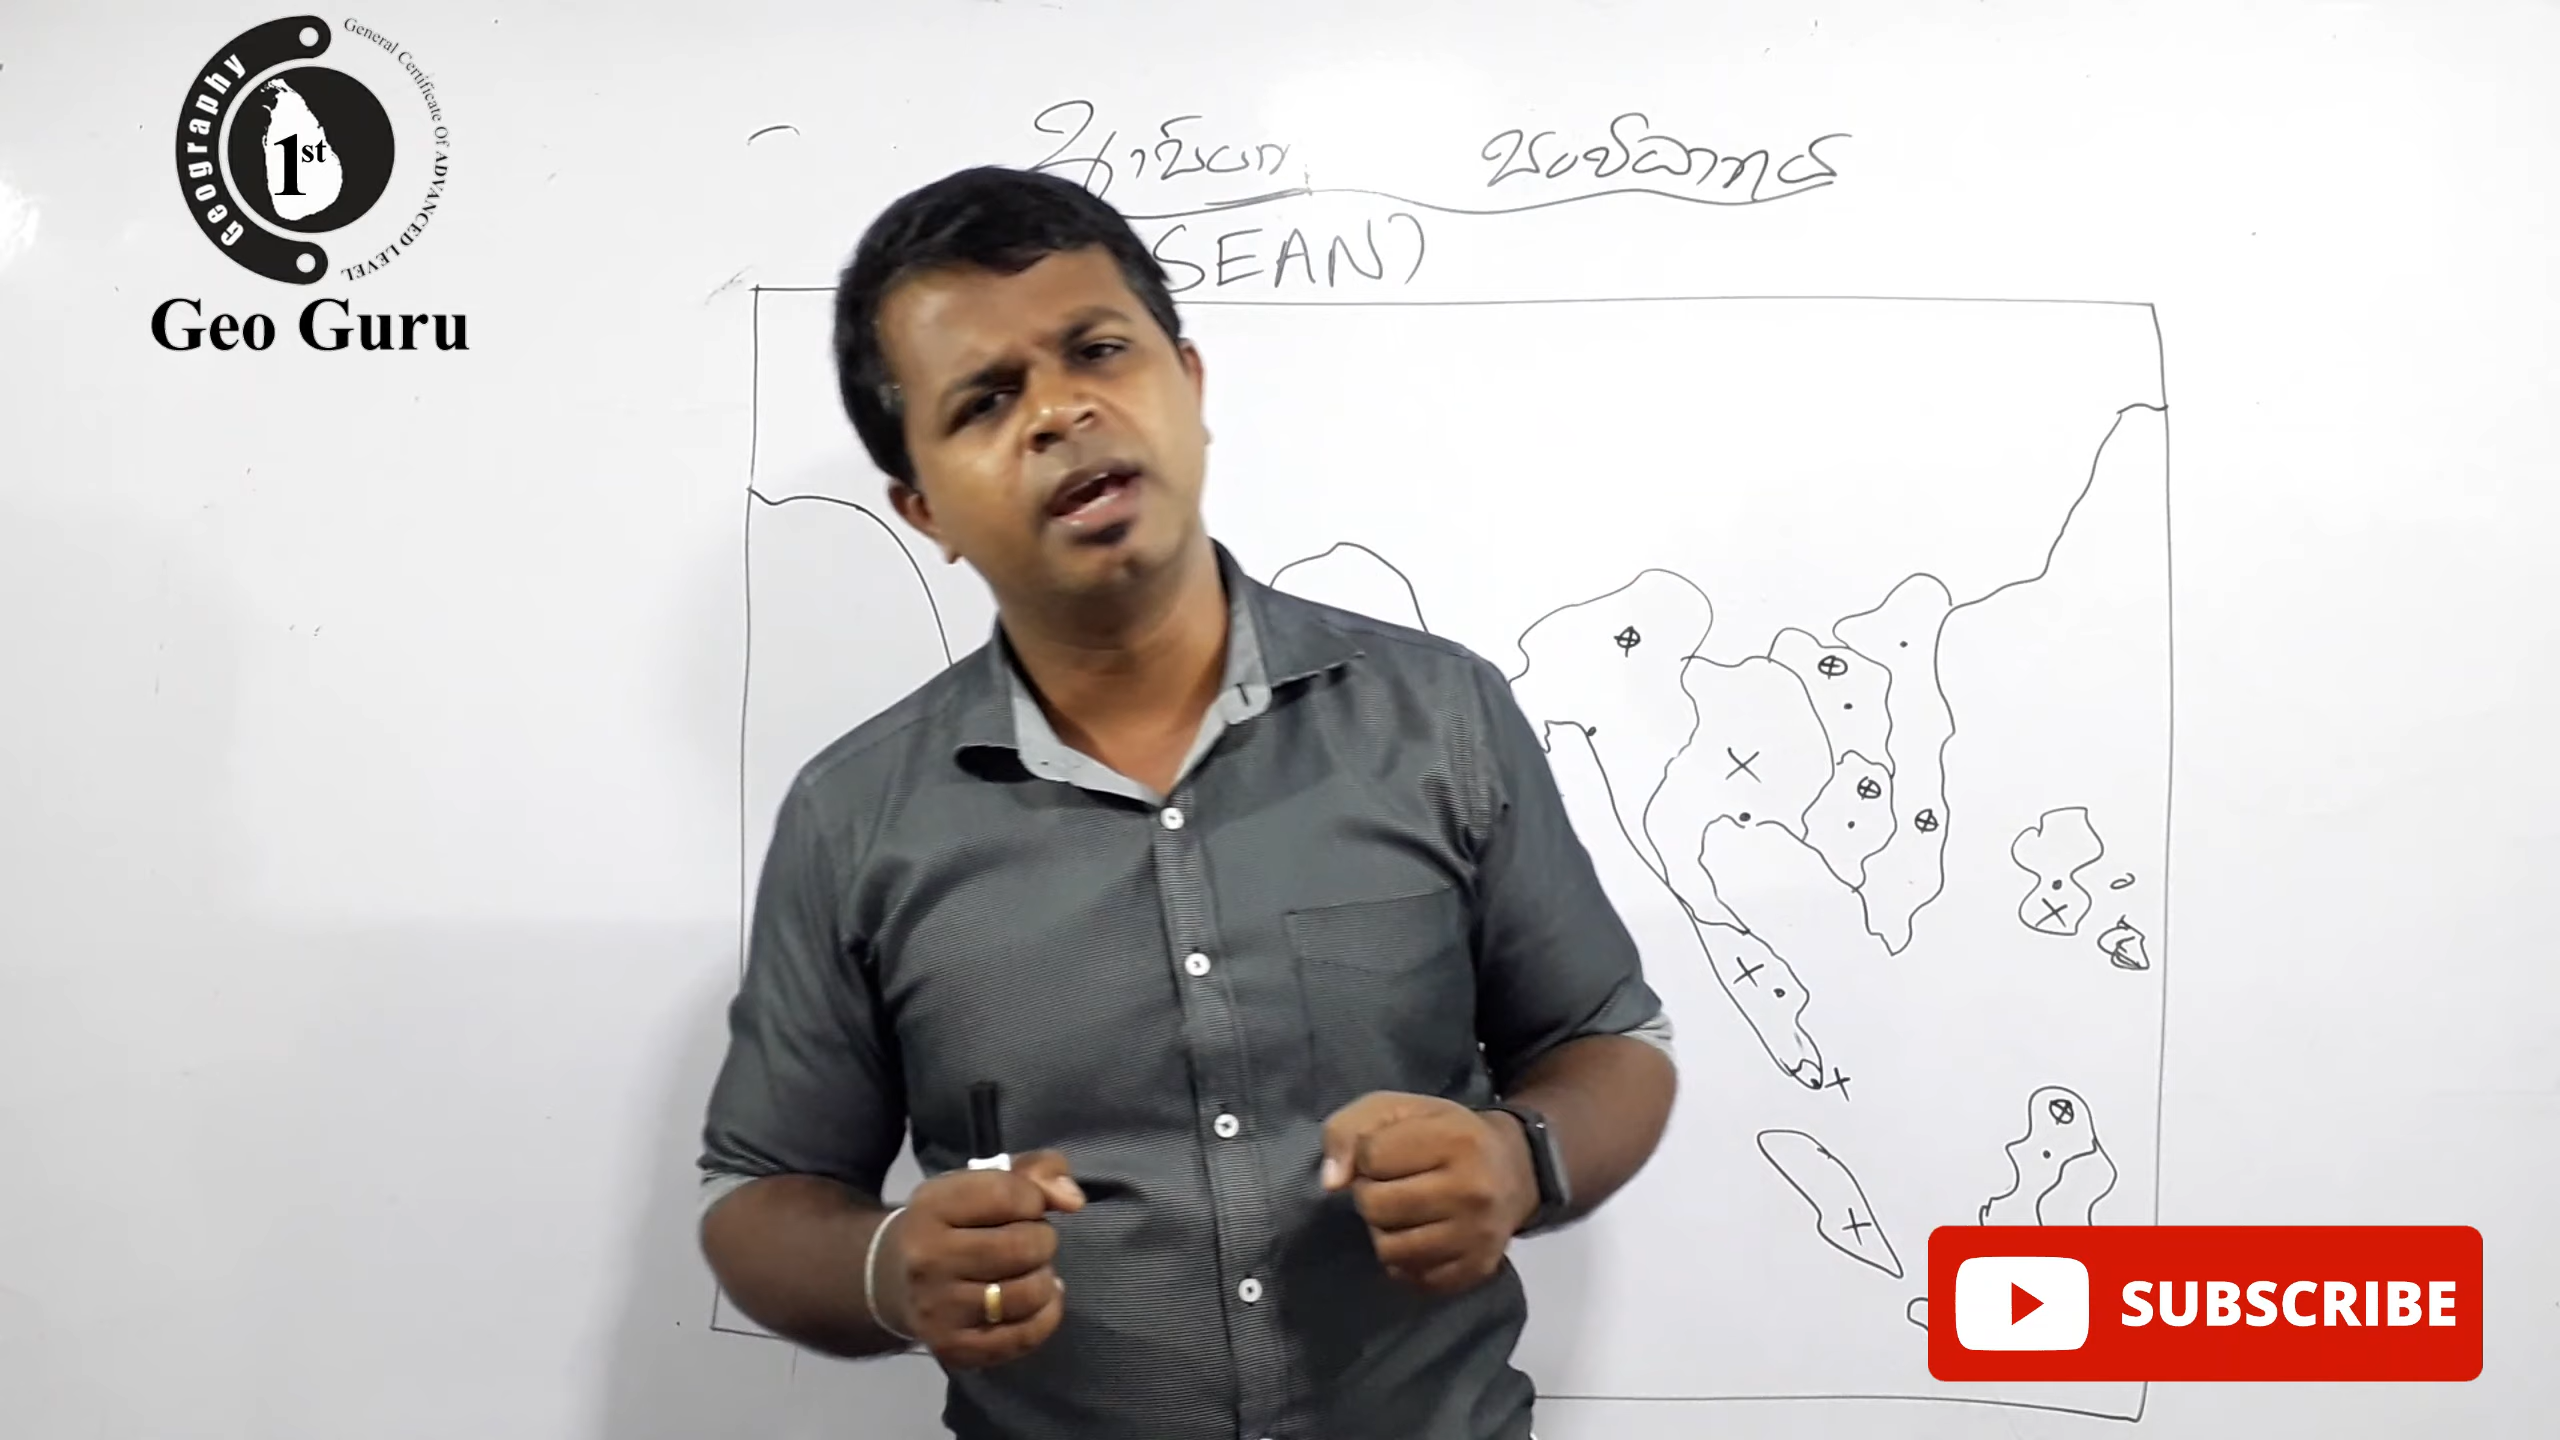 Geography
General Certificate Of ADVANCED LEVEL
1st
Geo Guru
ආසියා සංවිධානය
SEAN)
SUBSCRIBE